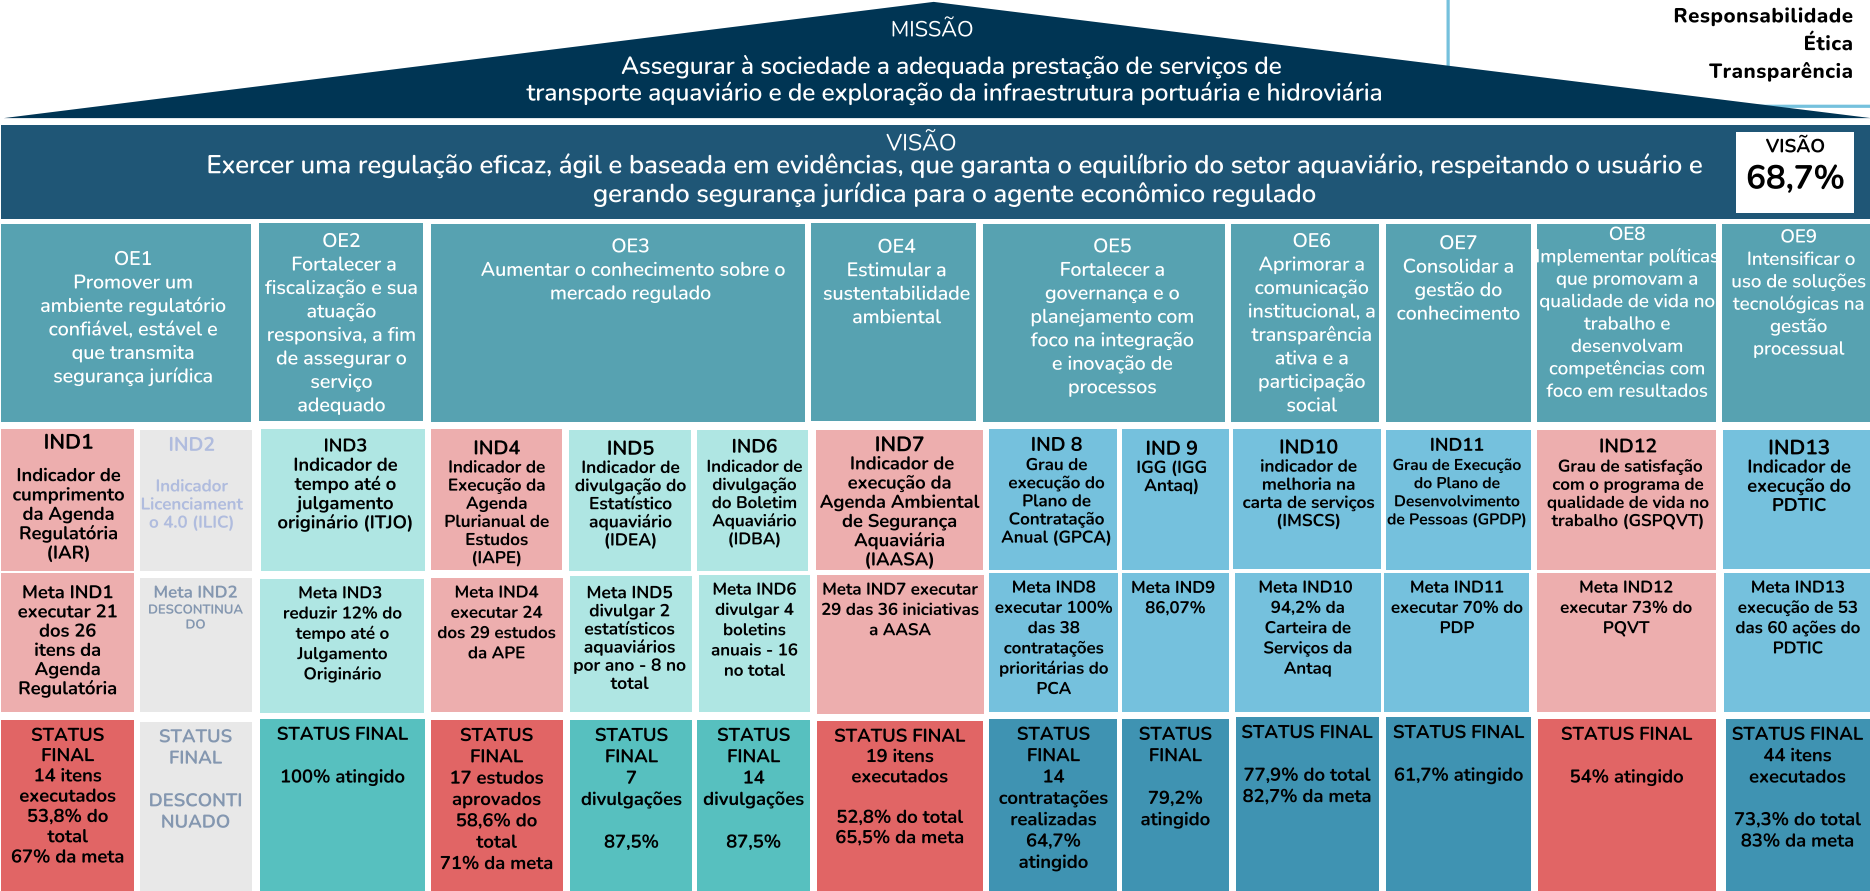 Responsabilidade
Ética
Transparência
MISSÃO
Assegurar à sociedade a adequada prestação de serviços de
transporte aquaviário e de exploração da infraestrutura portuária e hidroviária
VISÃO
Exercer uma regulação eficaz, ágil e baseada em evidências, que garanta o equilíbrio do setor aquaviário, respeitando o usuário e
gerando segurança jurídica para o agente econômico regulado
VISÃO
68,7%
OE1
Promover um
ambiente regulatório
confiável, estável e
que transmita
segurança jurídica
OE2
Fortalecer a
fiscalização e sua
atuação
responsiva, a fim
de assegurar o
serviço
adequado
OE3
Aumentar o conhecimento sobre o
mercado regulado
OE4
Estimular a
sustentabilidade
ambiental
OE5
Fortalecer a
governança e o
planejamento com
foco na integração
e inovação de
processos
OE6
Aprimorar a
comunicação
institucional, a
transparência
ativa e a
participação
social
OE7
Consolidar a
gestão do
conhecimento
OE8
Implementar políticas
que promovam a
qualidade de vida no
trabalho e
desenvolvam
competências com
foco em resultados
OE9
Intensificar o
uso de soluções
tecnológicas na
gestão
processual
IND1
Indicador de
cumprimento
da Agenda
Regulatória
(IAR)
IND2
Indicador
Licenciament
o 4.0 (ILIC)
IND3
Indicador de
tempo até o
julgamento
originário (ITJO)
IND4
Indicador de
Execução da
Agenda
Plurianual de
Estudos
(IAPE)
IND5
Indicador de
divulgação do
Estatístico
aquaviário
(IDEA)
IND6
Indicador de
divulgação
do Boletim
Aquaviário
(IDBA)
IND7
Indicador de
execução da
Agenda Ambiental
de Segurança
Aquaviária
(IAASA)
IND 8
Grau de
execução do
Plano de
Contratação
Anual (GPCA)
IND 9
IGG (IGG
Antaq)
IND10
indicador de
melhoria na
carta de serviços
(IMSCS)
IND11
Grau de Execução
do Plano de
Desenvolvimento
de Pessoas (GPDP)
IND12
Grau de satisfação
com o programa de
qualidade de vida no
trabalho (GSPQVT)
IND13
Indicador de
execução do
PDTIC
Meta IND1
executar 21
dos 26
itens da
Agenda
Regulatória
Meta IND2
DESCONTINUA
DO
Meta IND3
reduzir 12% do
tempo até o
Julgamento
Originário
Meta IND4
executar 24
dos 29 estudos
da APE
Meta IND5
divulgar 2
estatísticos
aquaviários
por ano - 8 no
total
Meta IND6
divulgar 4
boletins
anuais - 16
no total
Meta IND7 executar
29 das 36 iniciativas
a AASA
Meta IND8
executar 100%
das 38
contratações
prioritárias do
PCA
Meta IND9
86,07%
Meta IND10
94,2% da
Carteira de
Serviços da
Antaq
Meta IND11
executar 70% do
PDP
Meta IND12
executar 73% do
PQVT
Meta IND13
execução de 53
das 60 ações do
PDTIC
STATUS
FINAL
14 itens
executados
53,8% do
total
67% da meta
STATUS
FINAL
DESCONTI
NUADO
STATUS FINAL
100% atingido
STATUS
FINAL
17 estudos
aprovados
58,6% do
total
71% da meta
STATUS
FINAL
7
divulgações
87,5%
STATUS
FINAL
14
divulgações
87,5%
STATUS FINAL
19 itens
executados
52,8% do total
65,5% da meta
STATUS
FINAL
14
contratações
realizadas
64,7%
atingido
STATUS
FINAL
79,2%
atingido
STATUS FINAL
77,9% do total
82,7% da meta
STATUS FINAL
61,7% atingido
STATUS FINAL
54% atingido
STATUS FINAL
44 itens
executados
73,3% do total
83% da meta